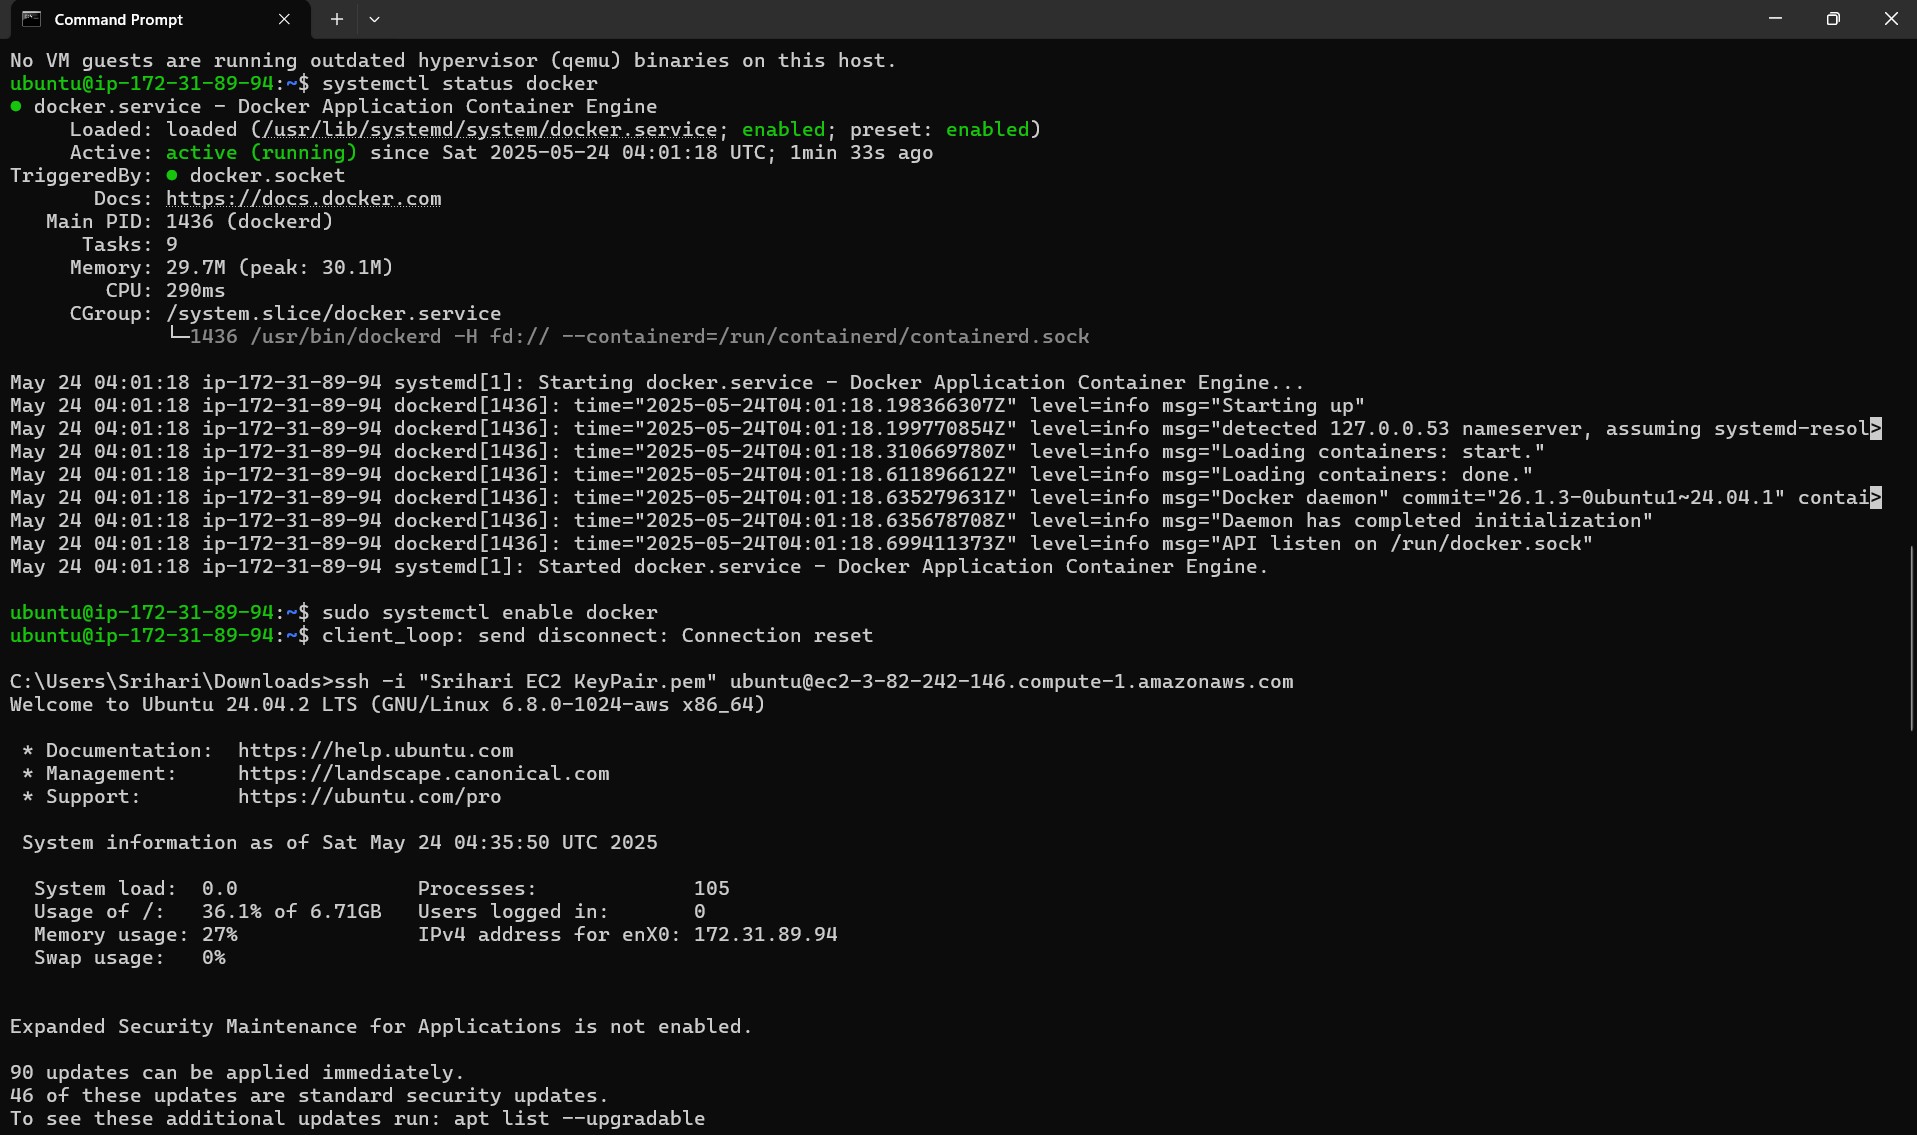 Command Prompt
No VM guests are running outdated hypervisor (qemu) binaries on this host.
ubuntu@ip-172-31-89-94:~$ systemctl status docker
● docker.service - Docker Application Container Engine
     Loaded: loaded (/usr/lib/systemd/system/docker.service; enabled; preset: enabled)
     Active: active (running) since Sat 2025-05-24 04:01:18 UTC; 1min 33s ago
TriggeredBy: ● docker.socket
       Docs: https://docs.docker.com
   Main PID: 1436 (dockerd)
      Tasks: 9
     Memory: 29.7M (peak: 30.1M)
        CPU: 290ms
     CGroup: /system.slice/docker.service
             └─1436 /usr/bin/dockerd -H fd:// --containerd=/run/containerd/containerd.sock
May 24 04:01:18 ip-172-31-89-94 systemd[1]: Starting docker.service - Docker Application Container Engine...
May 24 04:01:18 ip-172-31-89-94 dockerd[1436]: time="2025-05-24T04:01:18.198366307Z" level=info msg="Starting up"
May 24 04:01:18 ip-172-31-89-94 dockerd[1436]: time="2025-05-24T04:01:18.199770854Z" level=info msg="detected 127.0.0.53 nameserver, assuming systemd-resol>
May 24 04:01:18 ip-172-31-89-94 dockerd[1436]: time="2025-05-24T04:01:18.310669780Z" level=info msg="Loading containers: start."
May 24 04:01:18 ip-172-31-89-94 dockerd[1436]: time="2025-05-24T04:01:18.611896612Z" level=info msg="Loading containers: done."
May 24 04:01:18 ip-172-31-89-94 dockerd[1436]: time="2025-05-24T04:01:18.635279631Z" level=info msg="Docker daemon" commit="26.1.3-0ubuntu1~24.04.1" contai>
May 24 04:01:18 ip-172-31-89-94 dockerd[1436]: time="2025-05-24T04:01:18.635678708Z" level=info msg="Daemon has completed initialization"
May 24 04:01:18 ip-172-31-89-94 dockerd[1436]: time="2025-05-24T04:01:18.699411373Z" level=info msg="API listen on /run/docker.sock"
May 24 04:01:18 ip-172-31-89-94 systemd[1]: Started docker.service - Docker Application Container Engine.
ubuntu@ip-172-31-89-94:~$ sudo systemctl enable docker
ubuntu@ip-172-31-89-94:~$ client_loop: send disconnect: Connection reset
C:\Users\Srihari\Downloads>ssh -i "Srihari EC2 KeyPair.pem" ubuntu@ec2-3-82-242-146.compute-1.amazonaws.com
Welcome to Ubuntu 24.04.2 LTS (GNU/Linux 6.8.0-1024-aws x86_64)
 * Documentation:  https://help.ubuntu.com
 * Management:     https://landscape.canonical.com
 * Support:        https://ubuntu.com/pro
 System information as of Sat May 24 04:35:50 UTC 2025
  System load:  0.0               Processes:             105
  Usage of /:   36.1% of 6.71GB   Users logged in:       0
  Memory usage: 27%               IPv4 address for enX0: 172.31.89.94
  Swap usage:   0%
Expanded Security Maintenance for Applications is not enabled.
90 updates can be applied immediately.
46 of these updates are standard security updates.
To see these additional updates run: apt list --upgradable